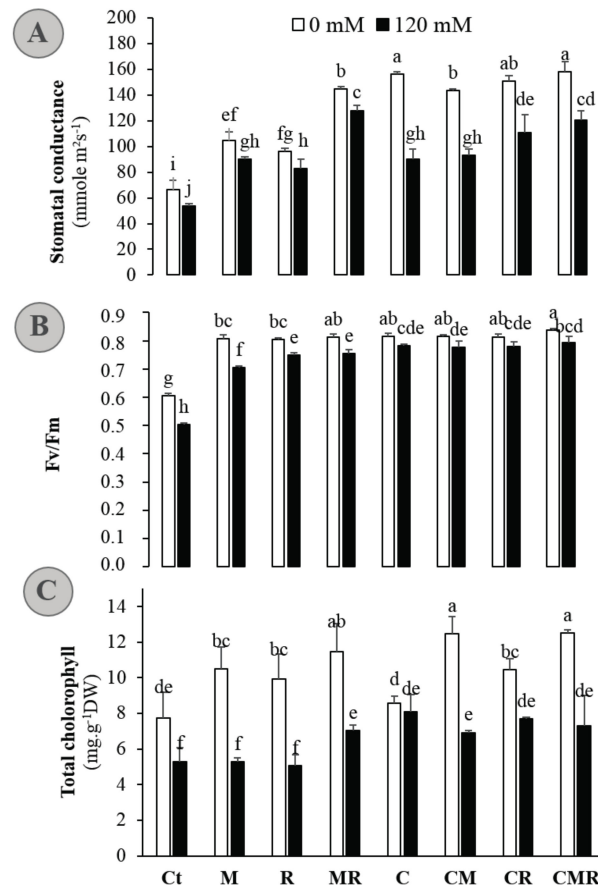 A
0 mM 120 mM
Stomatal conductance
(mmole m²s⁻¹)
200
180
160
140
120
100
80
60
40
20
0
i j ef gh fg h b c a gh b gh ab de a cd
B
Fv/Fm
0.9
0.8
0.7
0.6
0.5
0.4
0.3
0.2
0.1
0.0
g h bc f bc e ab e ab cde ab de ab cde a bcd
C
Total cholorophyll
(mg.g⁻¹DW)
14
12
10
8
6
4
2
0
de f bc f bc f ab e d de a e bc de a de
Ct M R MR C CM CR CMR